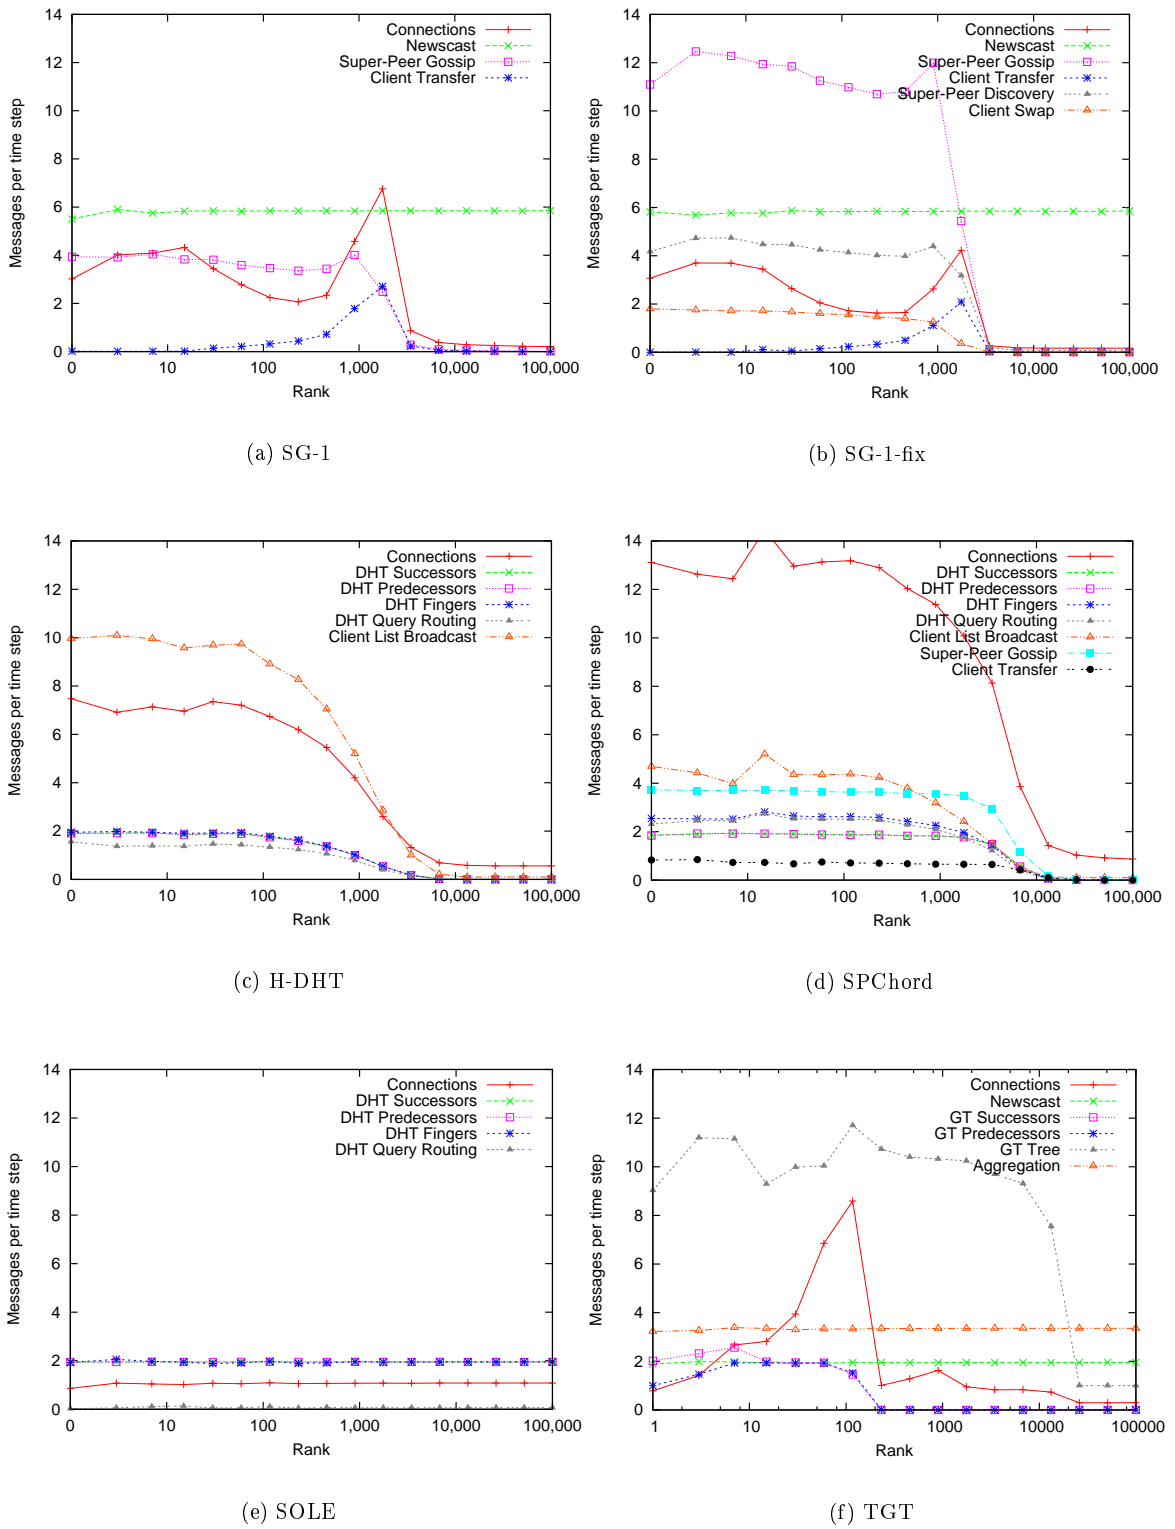 14
12
10
8
6
4
2
0
Messages per time step
Connections
Newscast
Super-Peer Gossip
Client Transfer
0 10 100 1,000 10,000 100,000
Rank
(a) SG-1
14
12
10
8
6
4
2
0
Messages per time step
Connections
Newscast
Super-Peer Gossip
Client Transfer
Super-Peer Discovery
Client Swap
0 10 100 1,000 10,000 100,000
Rank
(b) SG-1-fix
14
12
10
8
6
4
2
0
Messages per time step
Connections
DHT Successors
DHT Predecessors
DHT Fingers
DHT Query Routing
Client List Broadcast
0 10 100 1,000 10,000 100,000
Rank
(c) H-DHT
14
12
10
8
6
4
2
0
Messages per time step
Connections
DHT Successors
DHT Predecessors
DHT Fingers
DHT Query Routing
Client List Broadcast
Super-Peer Gossip
Client Transfer
0 10 100 1,000 10,000 100,000
Rank
(d) SPChord
14
12
10
8
6
4
2
0
Messages per time step
Connections
DHT Successors
DHT Predecessors
DHT Fingers
DHT Query Routing
0 10 100 1,000 10,000 100,000
Rank
(e) SOLE
14
12
10
8
6
4
2
0
Messages per time step
Connections
Newscast
GT Successors
GT Predecessors
GT Tree
Aggregation
1 10 100 1000 10000 100000
Rank
(f) TGT